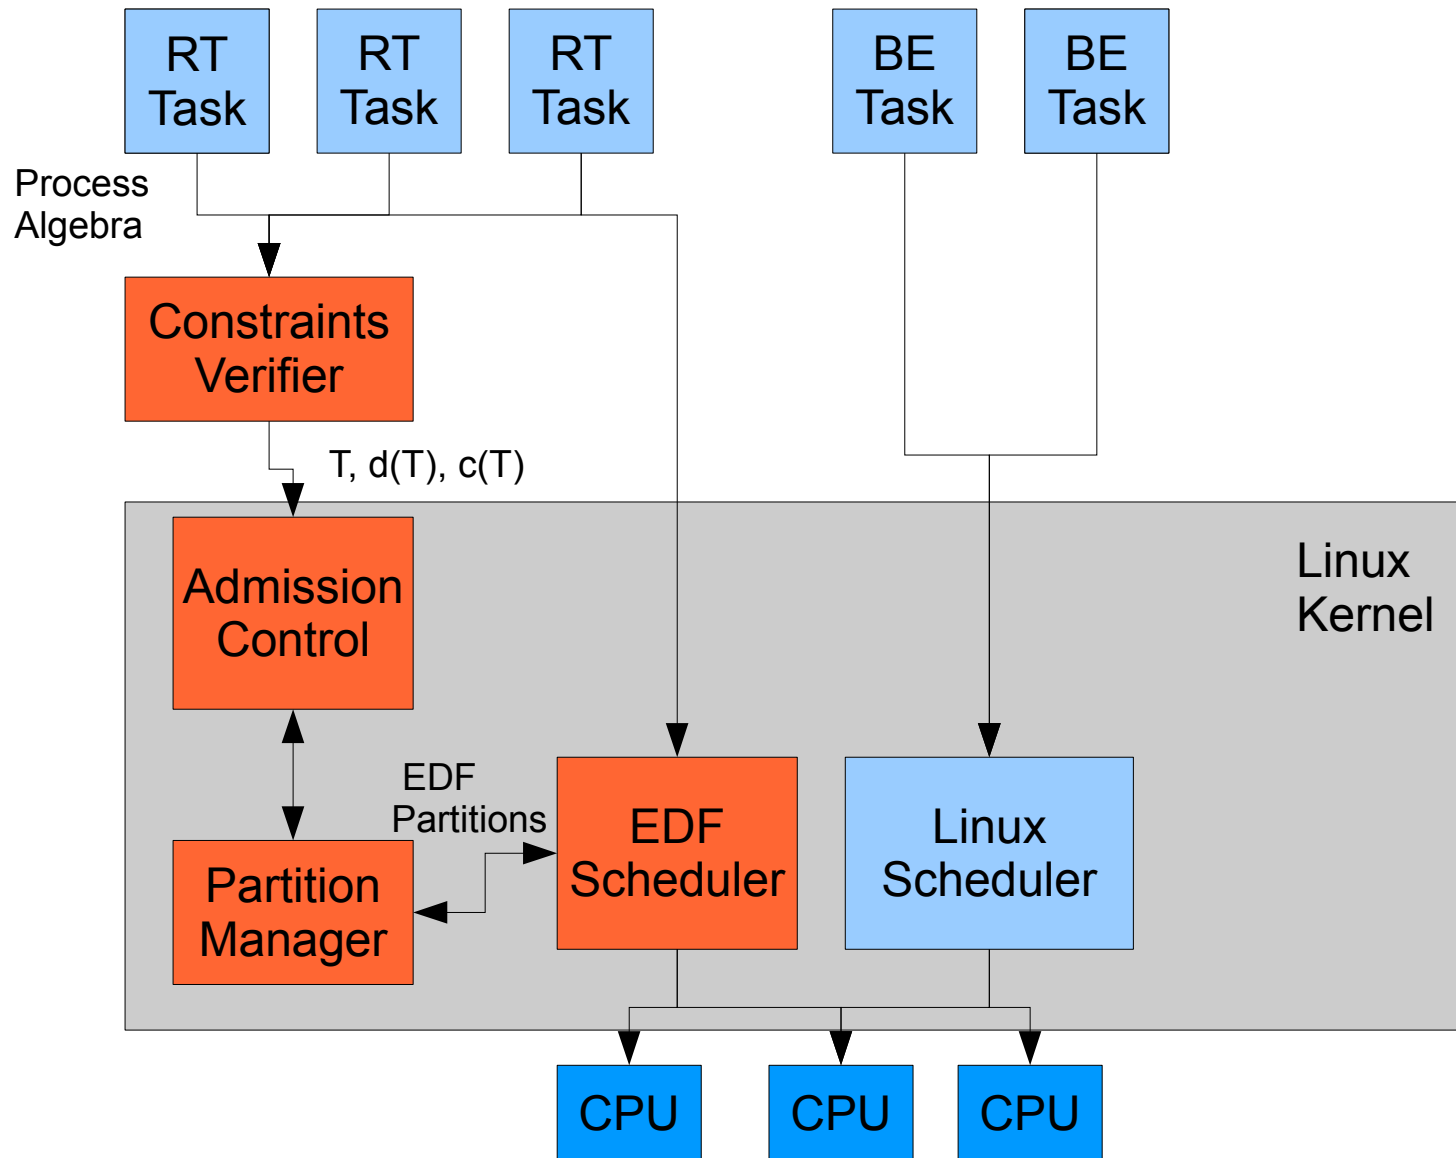 RT
Task
RT
Task
RT
Task
BE
Task
BE
Task
Process
Algebra
Constraints
Verifier
T, d(T), c(T)
Linux
Kernel
Admission
Control
EDF
Partitions
Partition
Manager
EDF
Scheduler
Linux
Scheduler
CPU
CPU
CPU